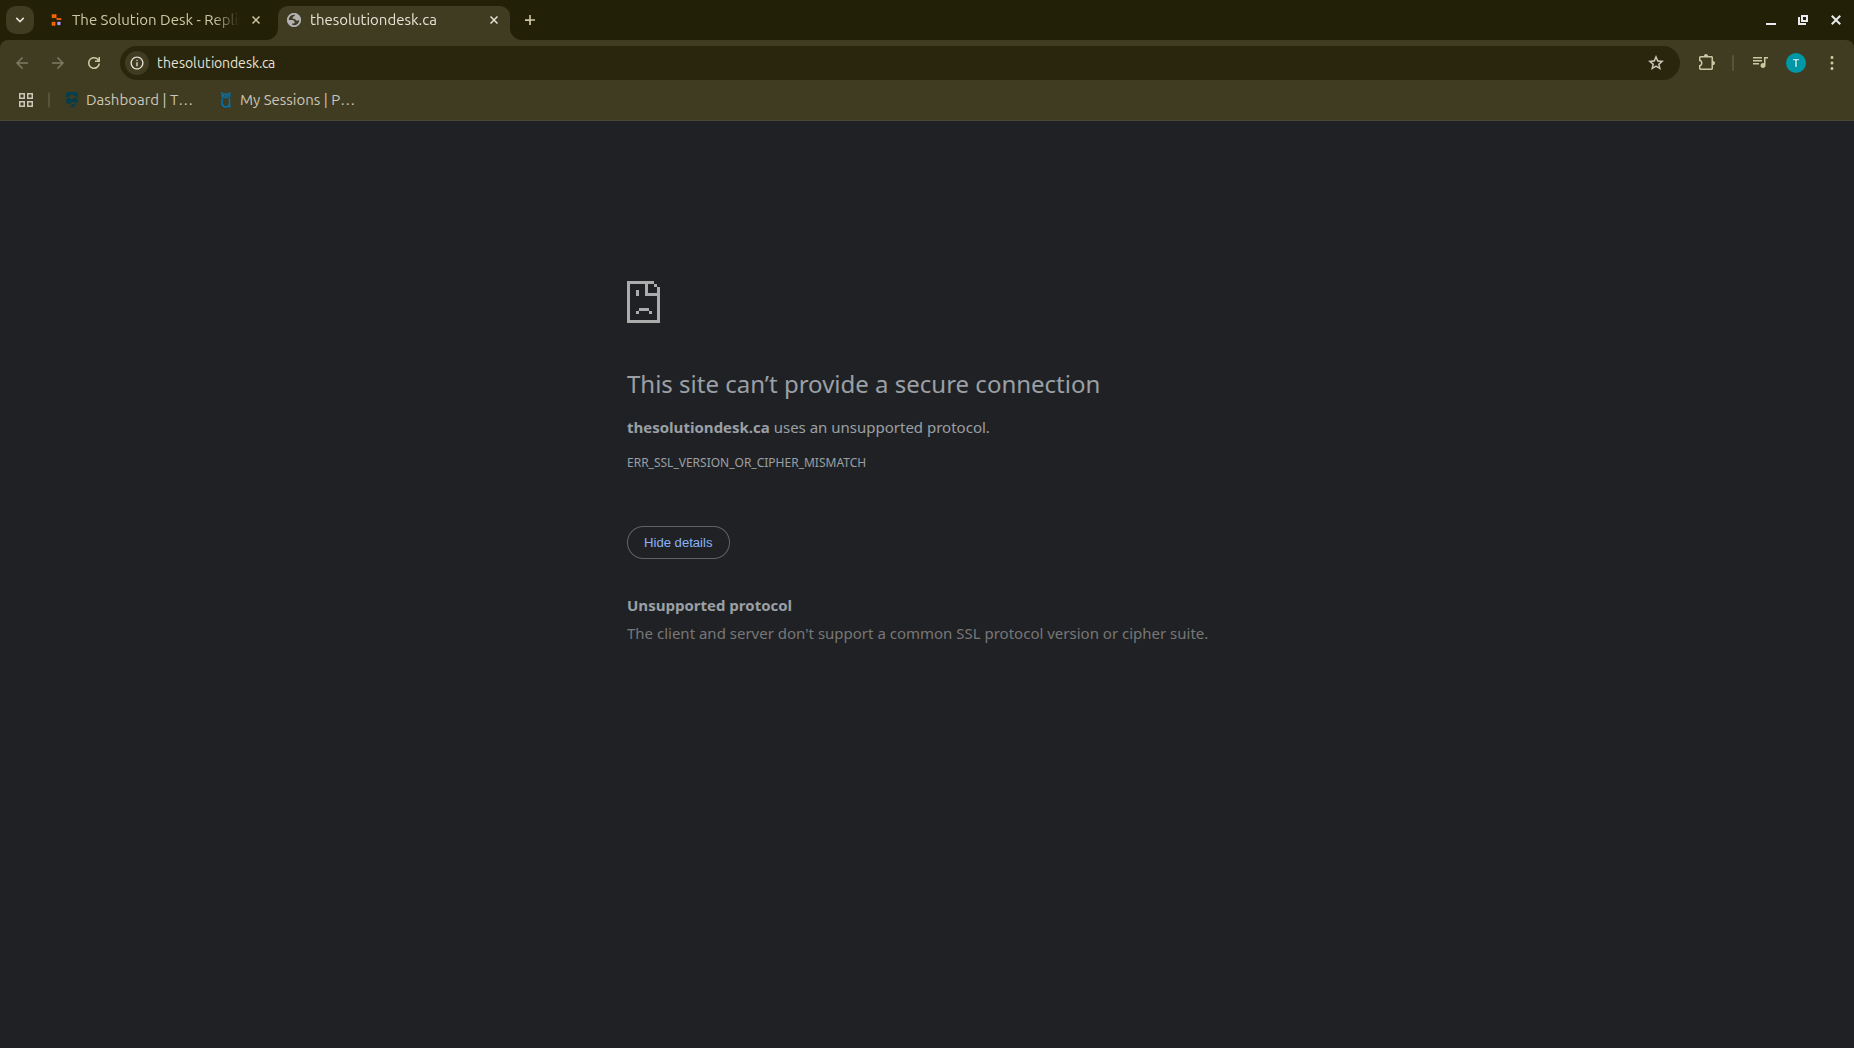 The Solution Desk - Repli
thesolutiondesk.ca
thesolutiondesk.ca
T
Dashboard | T...
My Sessions | P...
This site can’t provide a secure connection
thesolutiondesk.ca uses an unsupported protocol.
ERR_SSL_VERSION_OR_CIPHER_MISMATCH
Hide details
Unsupported protocol
The client and server don't support a common SSL protocol version or cipher suite.